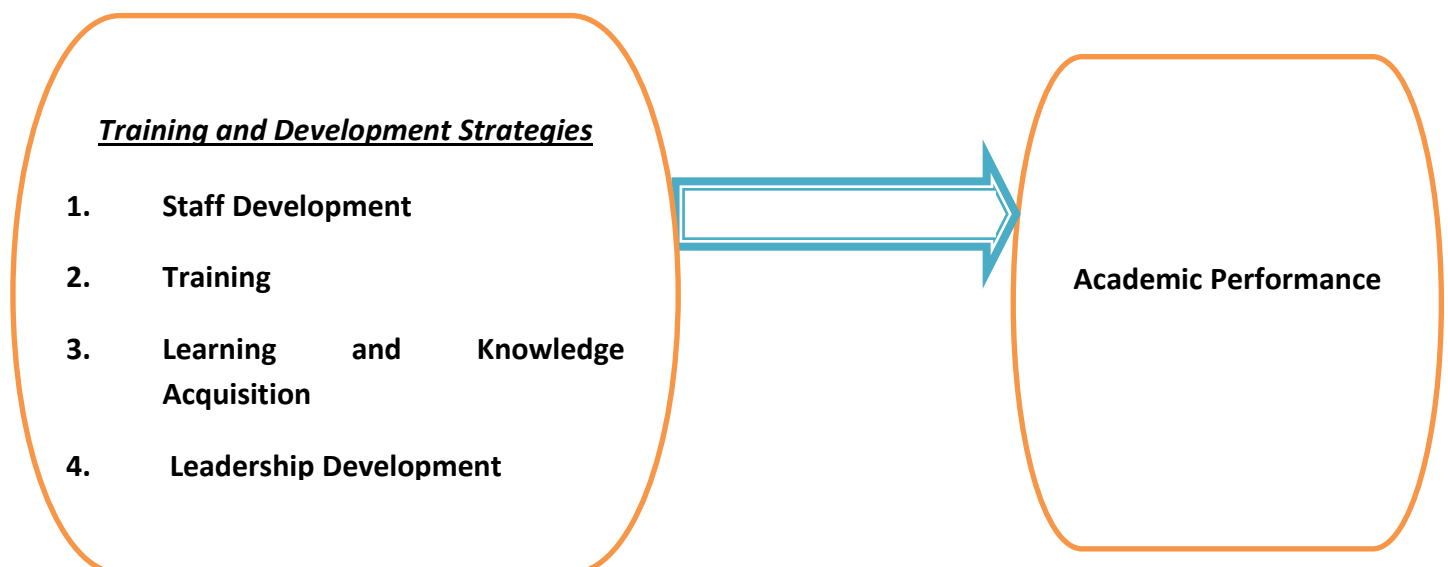 Training and Development Strategies
1. Staff Development
2. Training
3. Learning and Knowledge
Acquisition
4. Leadership Development
Academic Performance